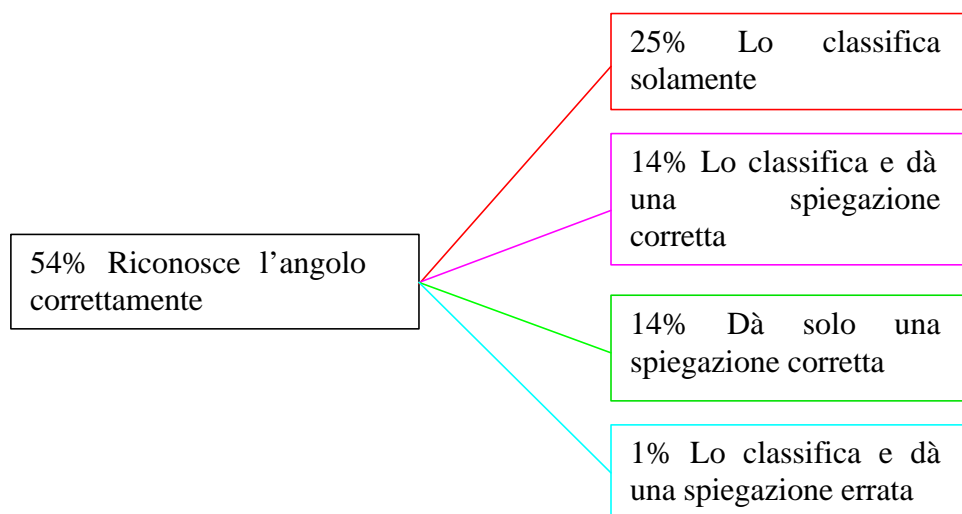 54% Riconosce l’angolo
correttamente
25% Lo classifica
solamente
14% Lo classifica e dà
una spiegazione
corretta
14% Dà solo una
spiegazione corretta
1% Lo classifica e dà
una spiegazione errata